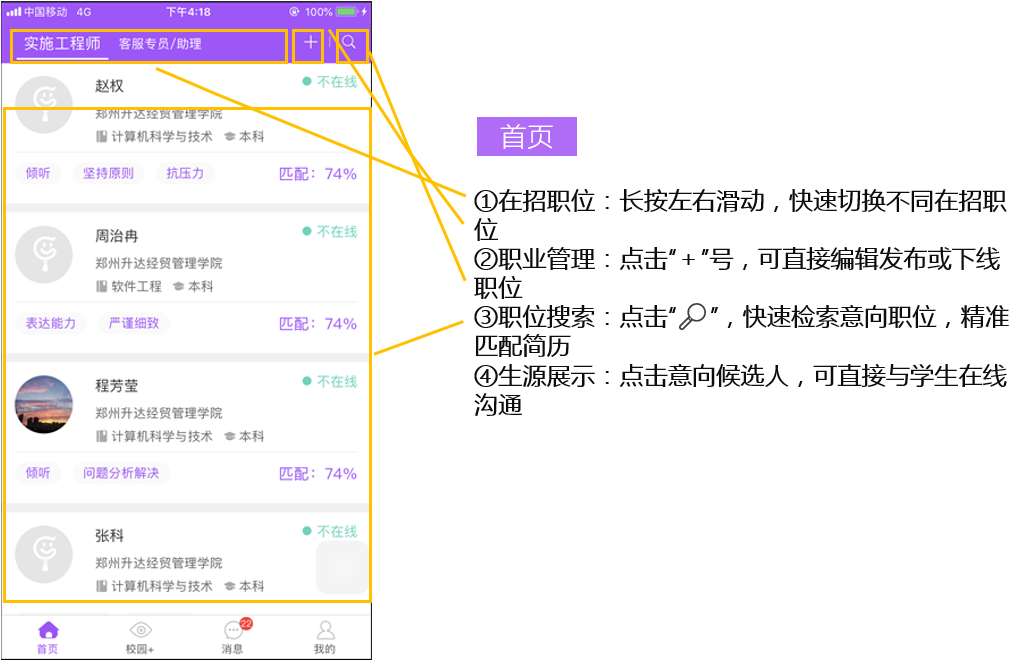 中国移动 4G 下午4:18 100%
实施工程师 客服专员/助理 +
赵权 不在线
郑州升达经贸管理学院
计算机科学与技术 本科
倾听 坚持原则 抗压力 匹配：74%
周治冉 不在线
郑州升达经贸管理学院
软件工程 本科
表达能力 严谨细致 匹配：74%
程芳莹 不在线
郑州升达经贸管理学院
计算机科学与技术 本科
倾听 问题分析解决 匹配：74%
张科 不在线
郑州升达经贸管理学院
计算机科学与技术 本科
22
首页 校园+ 消息 我的
首页
①在招职位：长按左右滑动，快速切换不同在招职
位
②职业管理：点击“＋”号，可直接编辑发布或下线
职位
③职位搜索：点击“ ”，快速检索意向职位，精准
匹配简历
④生源展示：点击意向候选人，可直接与学生在线
沟通